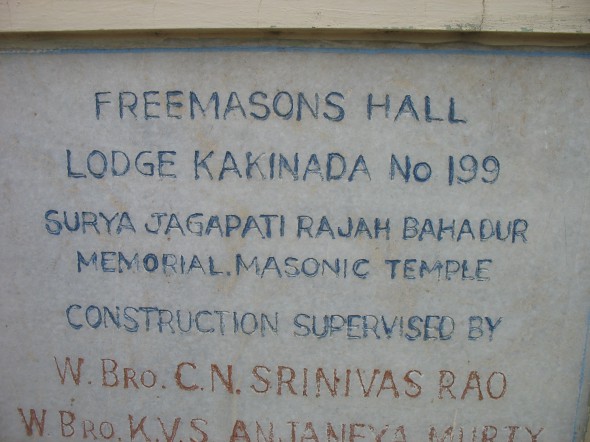 FREEMASONS HALL
LODGE KAKINADA No 199
SURYA JAGAPATI RAJAH BAHADUR
MEMORIAL. MASONIC TEMPLE
CONSTRUCTION SUPERVISED BY
W. BRO. C.N. SRINIVAS RAO
W. BRO. K.V.S. ANJANEYA MURTY